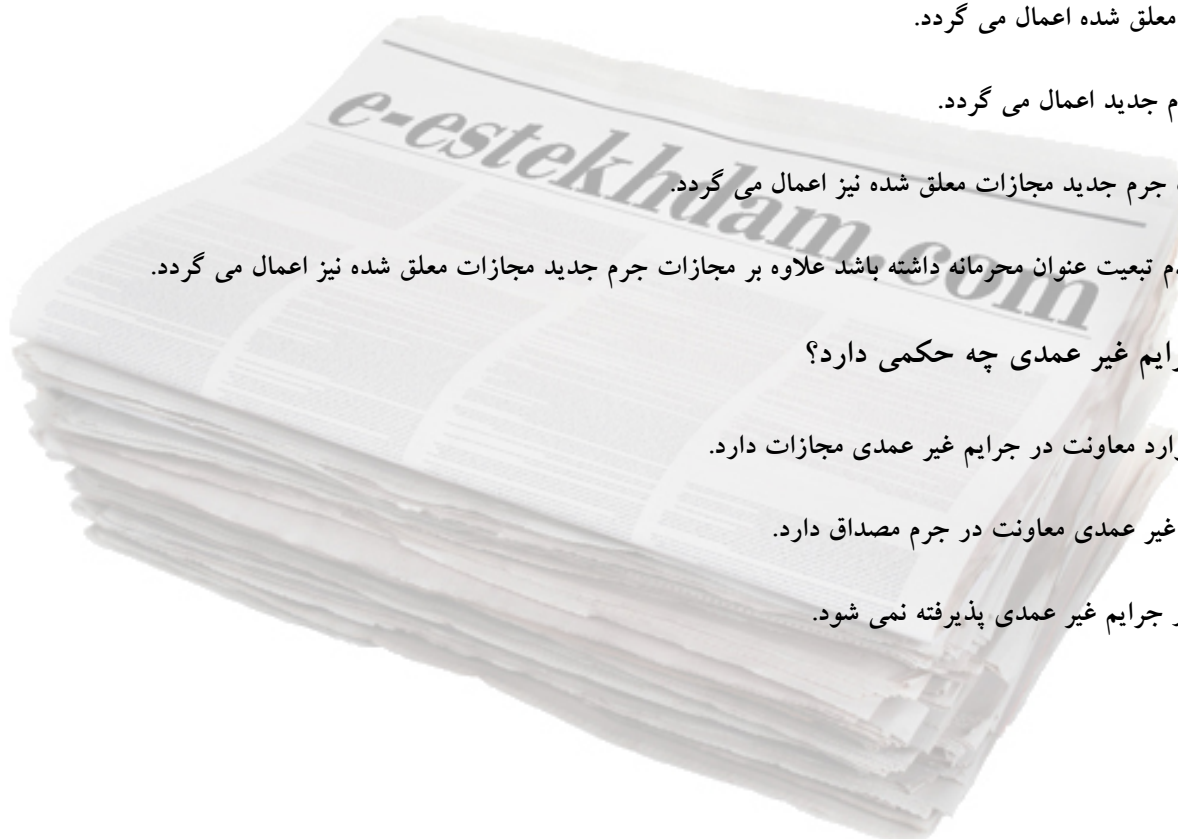 معلق شده اعمال می گردد.
م جدید اعمال می گردد.
جرم جدید مجازات معلق شده نیز اعمال می گردد.
م تبعیت عنوان محرمانه داشته باشد علاوه بر مجازات جرم جدید مجازات معلق شده نیز اعمال می گردد.
رایم غیر عمدی چه حکمی دارد؟
وارد معاونت در جرایم غیر عمدی مجازات دارد.
غیر عمدی معاونت در جرم مصداق دارد.
ر جرایم غیر عمدی پذیرفته نمی شود.
e-estekhdam.com